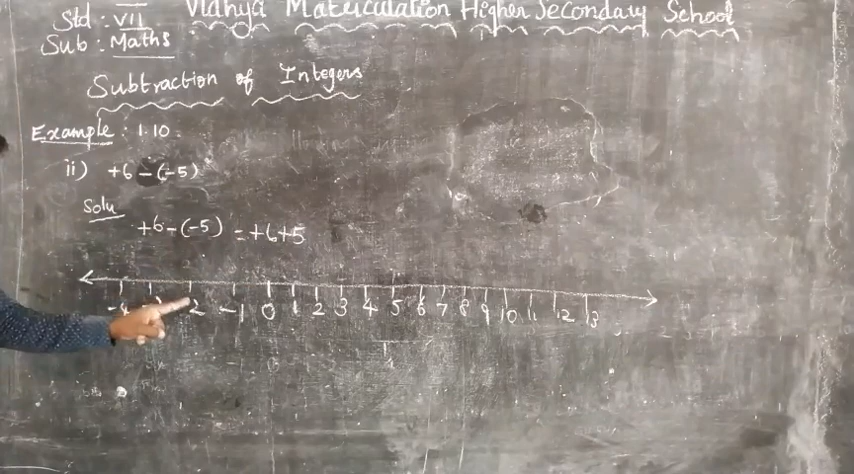 Std : VII Vidhya Matriculation Higher Secondary School
Sub : Maths
Subtraction of Integers
Example : 1.10
ii) +6 - (-5)
Solu
+6 - (-5) = +6+5
-2 -1 0 1 2 3 4 5 6 7 8 9 10 11 12 13